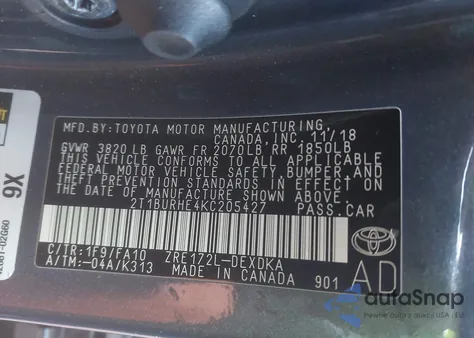 MFD.BY:TOYOTA MOTOR MANUFACTURING
CANADA, INC. 11/18
GVWR 3820 LB GAWR FR 2070LB RR 1850LB
THIS VEHICLE CONFORMS TO ALL APPLICABLE
FEDERAL MOTOR VEHICLE SAFETY, BUMPER, AND
THEFT PREVENTION STANDARDS IN EFFECT ON
THE DATE OF MANUFACTURE SHOWN ABOVE.
2T1BURHE4KC205427 PASS.CAR
C/TR:1F9/FA10 ZRE172L-DEXDKA
A/TM:-04A/K313 MADE IN CANADA 901
AD
TOYOTA
9X
autoSnap